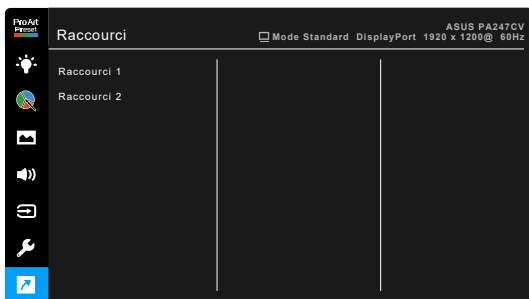 ProArt
Preset
Raccourci
ASUS PA247CV
Mode Standard DisplayPort 1920 x 1200@ 60Hz
Raccourci 1
Raccourci 2